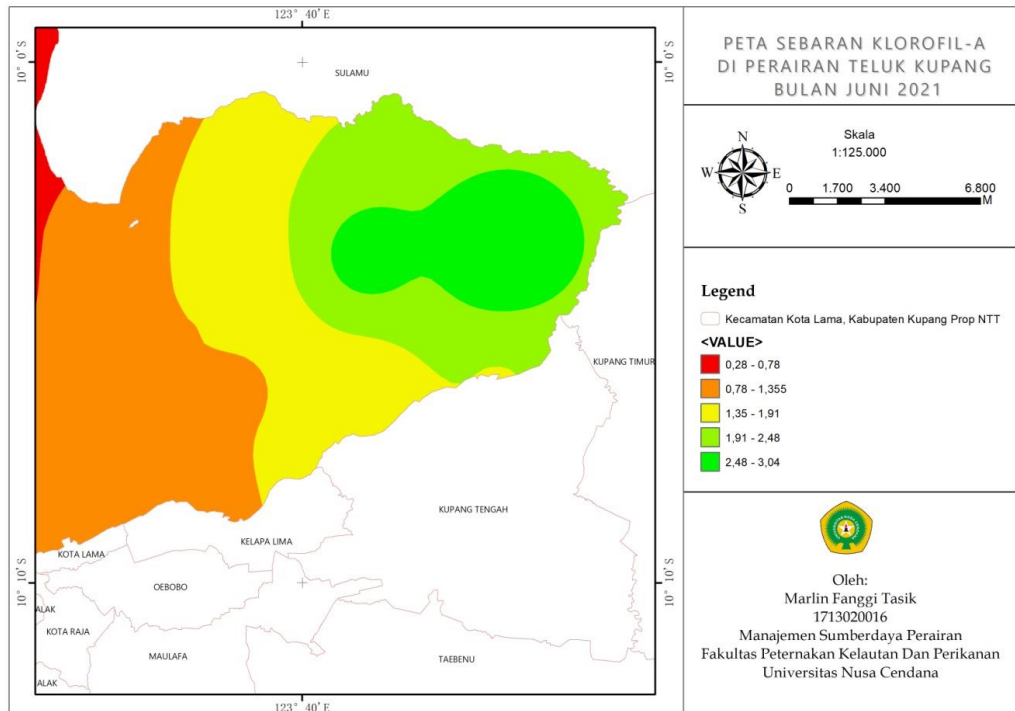 123° 40' E
10° 0' S
10° 0' S
SULAMU
KUPANG TIMUR
KUPANG TENGAH
KELAPA LIMA
KOTA LAMA
10° 10' S
10° 10' S
OEBOBO
ALAK
KOTA RAJA
MAULAFA
TAEBENU
ALAK
123° 40' E
PETA SEBARAN KLOROFIL-A
DI PERAIRAN TELUK KUPANG
BULAN JUNI 2021
N
W
E
S
Skala
1:125.000
0 1.700 3.400 6.800
M
Legend
Kecamatan Kota Lama, Kabupaten Kupang Prop NTT
<VALUE>
0,28 - 0,78
0,78 - 1,355
1,35 - 1,91
1,91 - 2,48
2,48 - 3,04
Oleh:
Marlin Fanggi Tasik
1713020016
Manajemen Sumberdaya Perairan
Fakultas Peternakan Kelautan Dan Perikanan
Universitas Nusa Cendana